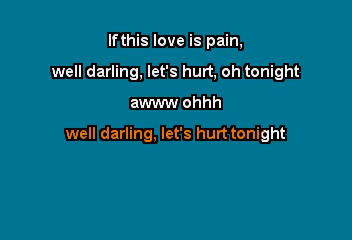 If this love is pain,
well darling, let's hurt, oh tonight
awww ohhh
well darling, let's hurt tonight